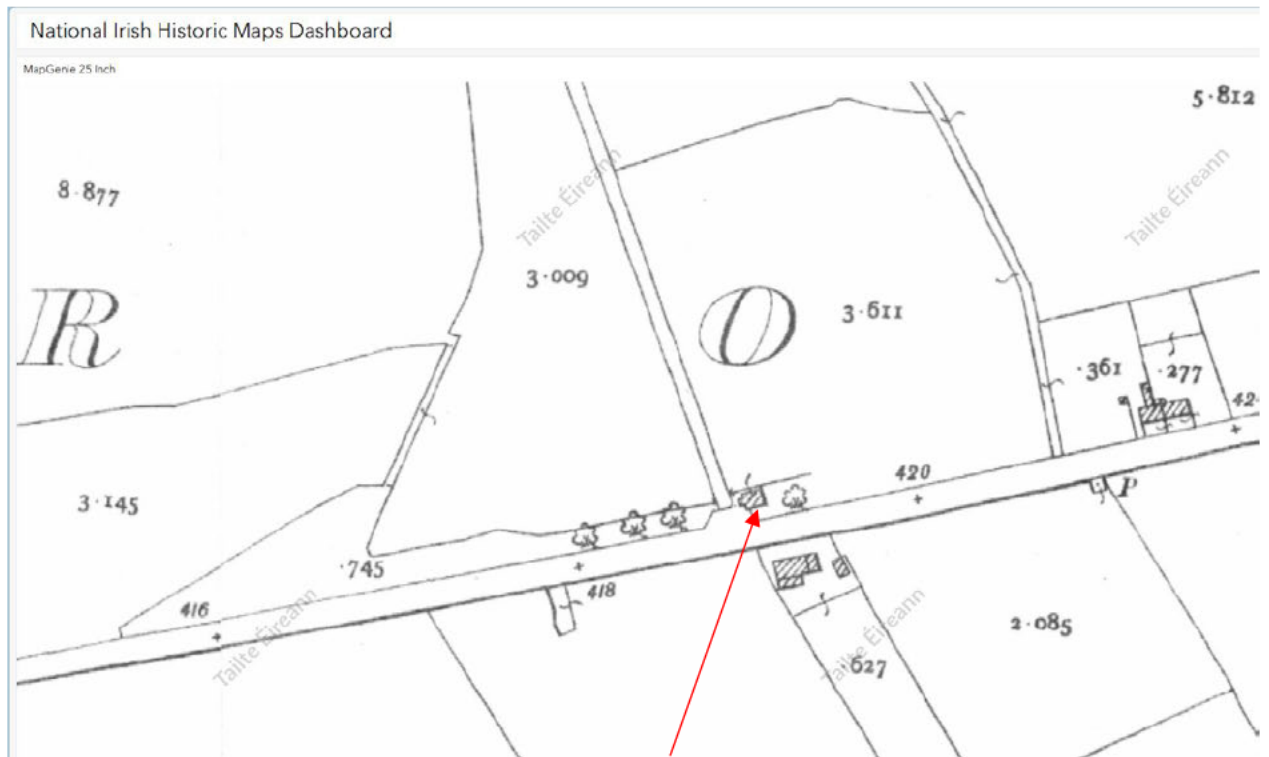 National Irish Historic Maps Dashboard
MapGenie 25 Inch
5·812
8·877
Tailte Éireann
Tailte Éireann
3·009
R
O
3·611
·361
·277
42
3·145
420
P
·745
418
416
2·085
Tailte Éireann
Tailte Éireann
·627